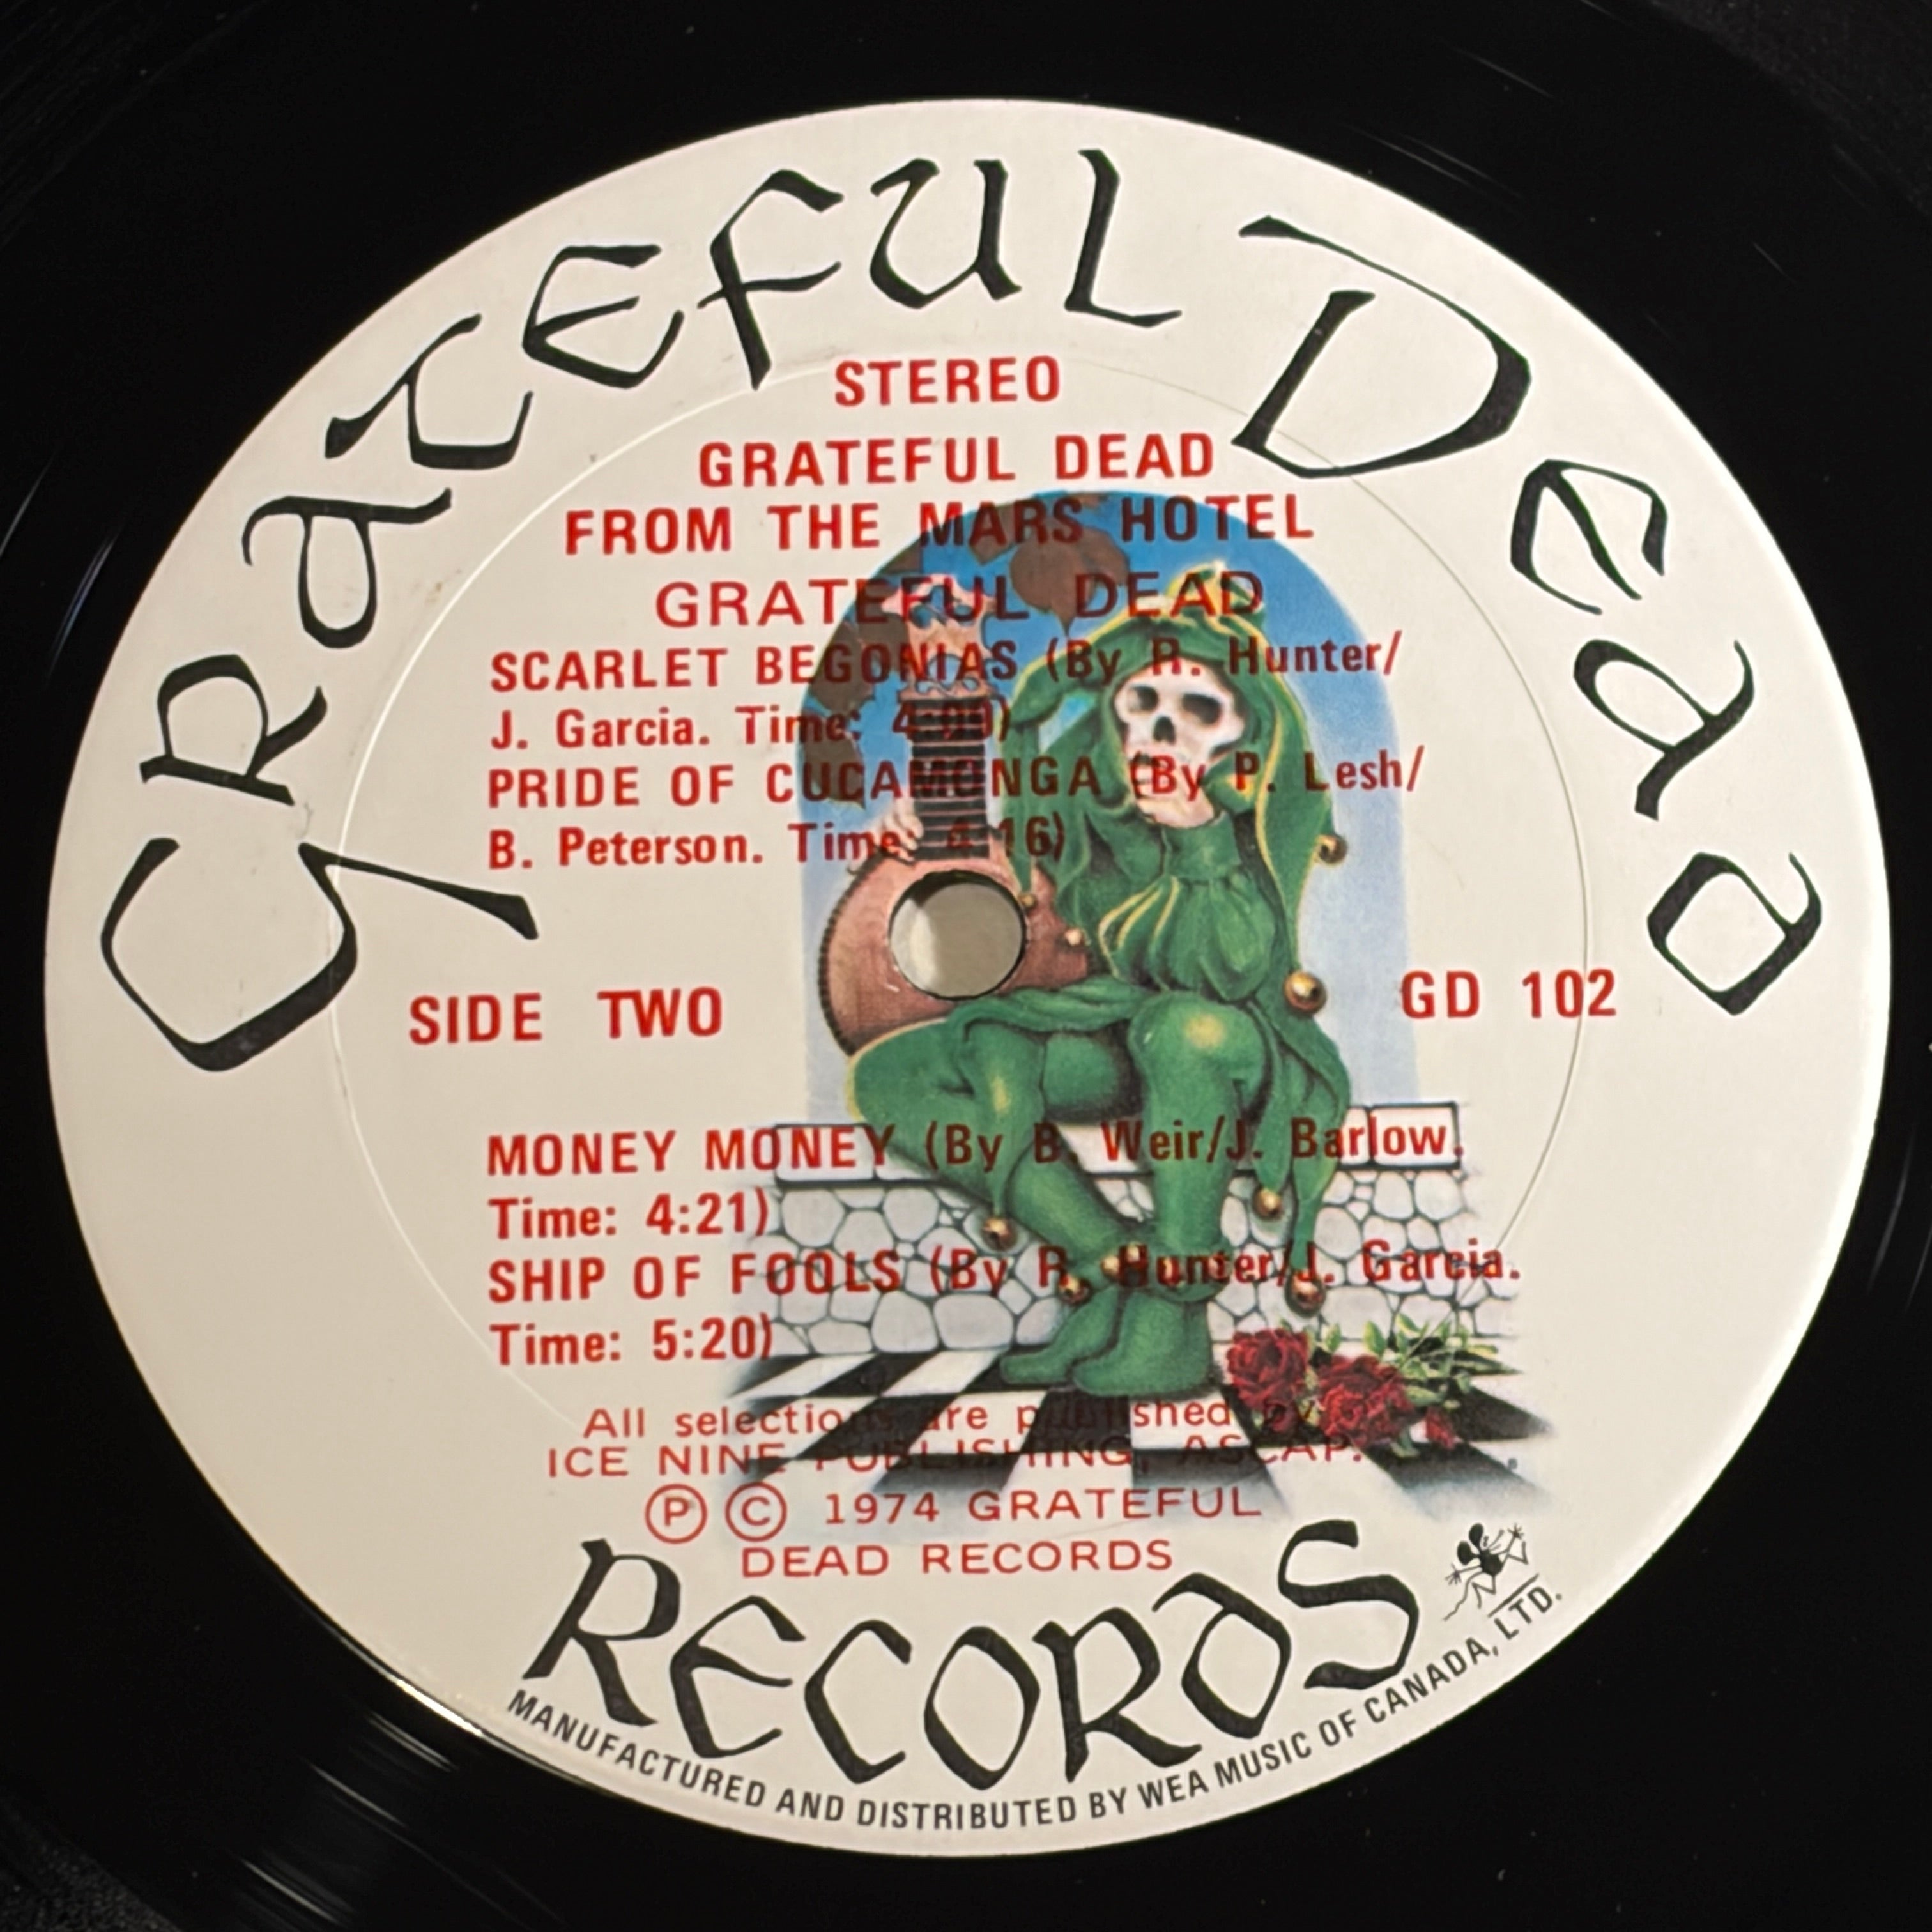 Grateful Dead
STEREO
GRATEFUL DEAD
FROM THE MARS HOTEL
GRATEFUL DEAD
SCARLET BEGONIAS (By R. Hunter/
J. Garcia. Time: 4:09)
PRIDE OF CUCAMONGA (By P. Lesh/
B. Peterson. Time: 4:16)
SIDE TWO
GD 102
MONEY MONEY (By B. Weir/J. Barlow.
Time: 4:21)
SHIP OF FOOLS (By R. Hunter/J. Garcia.
Time: 5:20)
All selections are published by
ICE NINE PUBLISHING, ASCAP.
Ⓟ Ⓒ 1974 GRATEFUL
DEAD RECORDS
RECORDS
MANUFACTURED AND DISTRIBUTED BY WEA MUSIC OF CANADA, LTD.